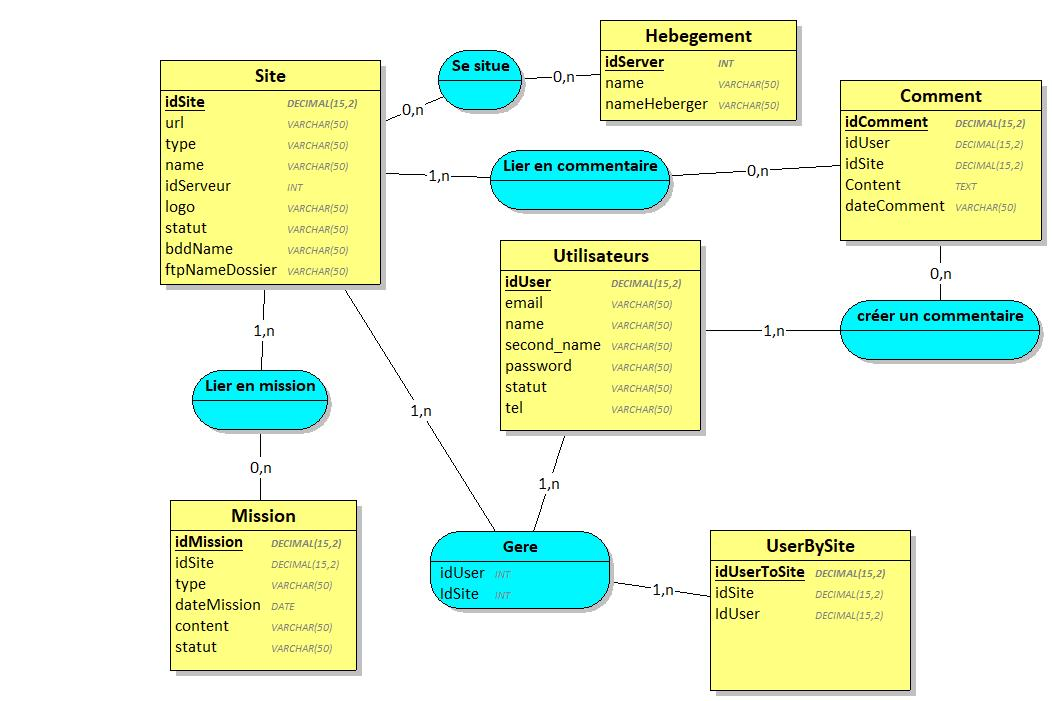 Site
idSite DECIMAL(15,2)
url VARCHAR(50)
type VARCHAR(50)
name VARCHAR(50)
idServeur INT
logo VARCHAR(50)
statut VARCHAR(50)
bddName VARCHAR(50)
ftpNameDossier VARCHAR(50)
0,n
Se situe
0,n
Hebegement
idServer INT
name VARCHAR(50)
nameHeberger VARCHAR(50)
1,n
Lier en commentaire
0,n
Comment
idComment DECIMAL(15,2)
idUser DECIMAL(15,2)
idSite DECIMAL(15,2)
Content TEXT
dateComment VARCHAR(50)
0,n
créer un commentaire
1,n
Utilisateurs
idUser DECIMAL(15,2)
email VARCHAR(50)
name VARCHAR(50)
second_name VARCHAR(50)
password VARCHAR(50)
statut VARCHAR(50)
tel VARCHAR(50)
1,n
Lier en mission
0,n
Mission
idMission DECIMAL(15,2)
idSite DECIMAL(15,2)
type VARCHAR(50)
dateMission DATE
content VARCHAR(50)
statut VARCHAR(50)
1,n
1,n
Gere
idUser INT
IdSite INT
1,n
UserBySite
idUserToSite DECIMAL(15,2)
idSite DECIMAL(15,2)
IdUser DECIMAL(15,2)